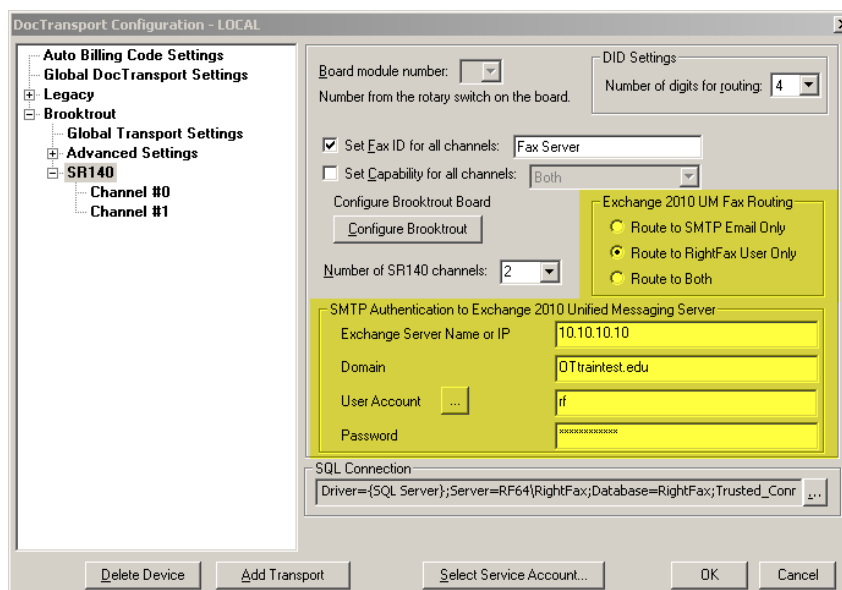 DocTransport Configuration - LOCAL
Auto Billing Code Settings
Global DocTransport Settings
Legacy
Brooktrout
Global Transport Settings
Advanced Settings
SR140
Channel #0
Channel #1
Board module number:
Number from the rotary switch on the board.
DID Settings
Number of digits for routing: 4
Set Fax ID for all channels: Fax Server
Set Capability for all channels: Both
Configure Brooktrout Board
Configure Brooktrout
Number of SR140 channels: 2
Exchange 2010 UM Fax Routing
Route to SMTP Email Only
Route to RightFax User Only
Route to Both
SMTP Authentication to Exchange 2010 Unified Messaging Server
Exchange Server Name or IP 10.10.10.10
Domain OTtraintest.edu
User Account ... rf
Password ************
SQL Connection
Driver={SQL Server};Server=RF64\RightFax;Database=RightFax;Trusted_Conr ...
Delete Device Add Transport Select Service Account... OK Cancel